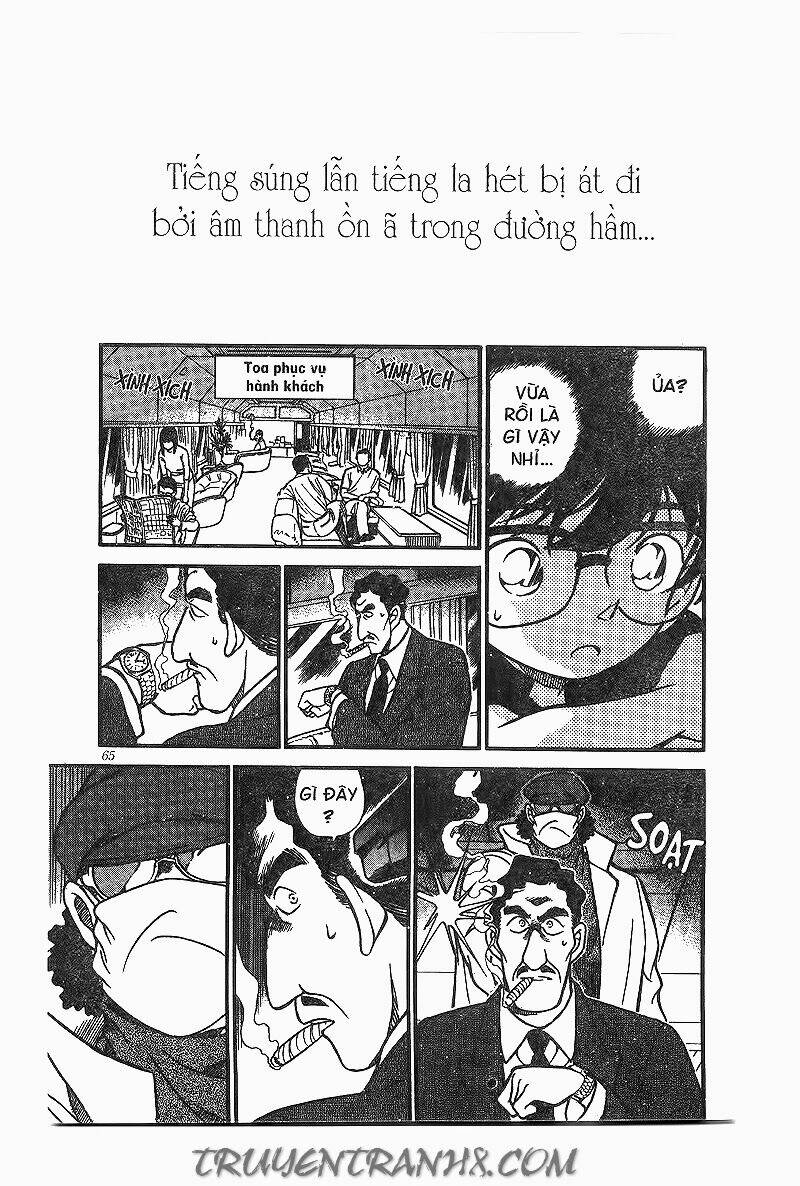 Tiếng súng lẫn tiếng la hét bị át đi
bởi âm thanh ồn ã trong đường hầm...
XÌNH XỊCH
Toa phục vụ
hành khách
XÌNH XỊCH
VỪA
RỒI LÀ
GÌ VẬY
NHỈ...
ỦA?
65
GÌ ĐÂY
?
SOẠT
TRUYENTRANH8.COM